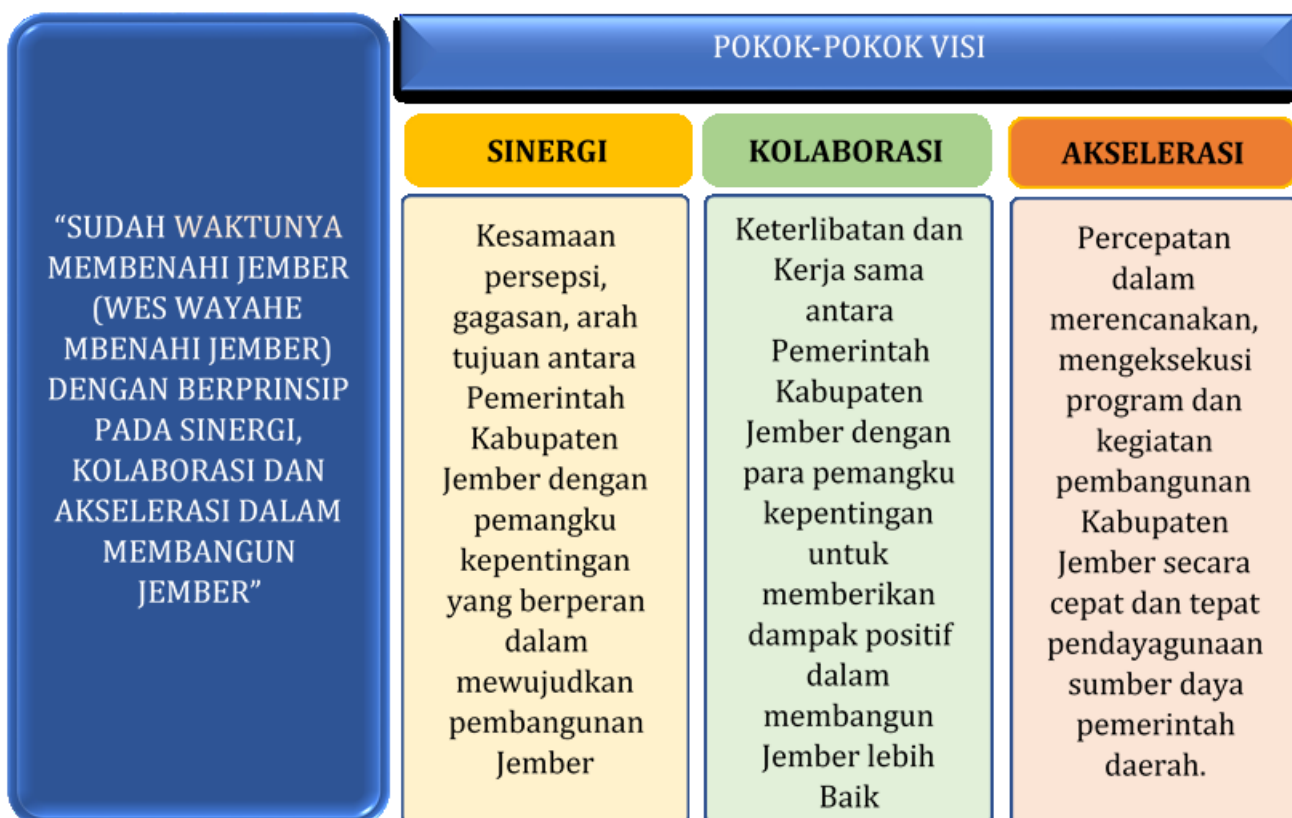 “SUDAH WAKTUNYA
MEMBENAHI JEMBER
(WES WAYAHE
MBENAHI JEMBER)
DENGAN BERPRINSIP
PADA SINERGI,
KOLABORASI DAN
AKSELERASI DALAM
MEMBANGUN
JEMBER”
POKOK-POKOK VISI
SINERGI
Kesamaan
persepsi,
gagasan, arah
tujuan antara
Pemerintah
Kabupaten
Jember dengan
pemangku
kepentingan
yang berperan
dalam
mewujudkan
pembangunan
Jember
KOLABORASI
Keterlibatan dan
Kerja sama
antara
Pemerintah
Kabupaten
Jember dengan
para pemangku
kepentingan
untuk
memberikan
dampak positif
dalam
membangun
Jember lebih
Baik
AKSELERASI
Percepatan
dalam
merencanakan,
mengeksekusi
program dan
kegiatan
pembangunan
Kabupaten
Jember secara
cepat dan tepat
pendayagunaan
sumber daya
pemerintah
daerah.